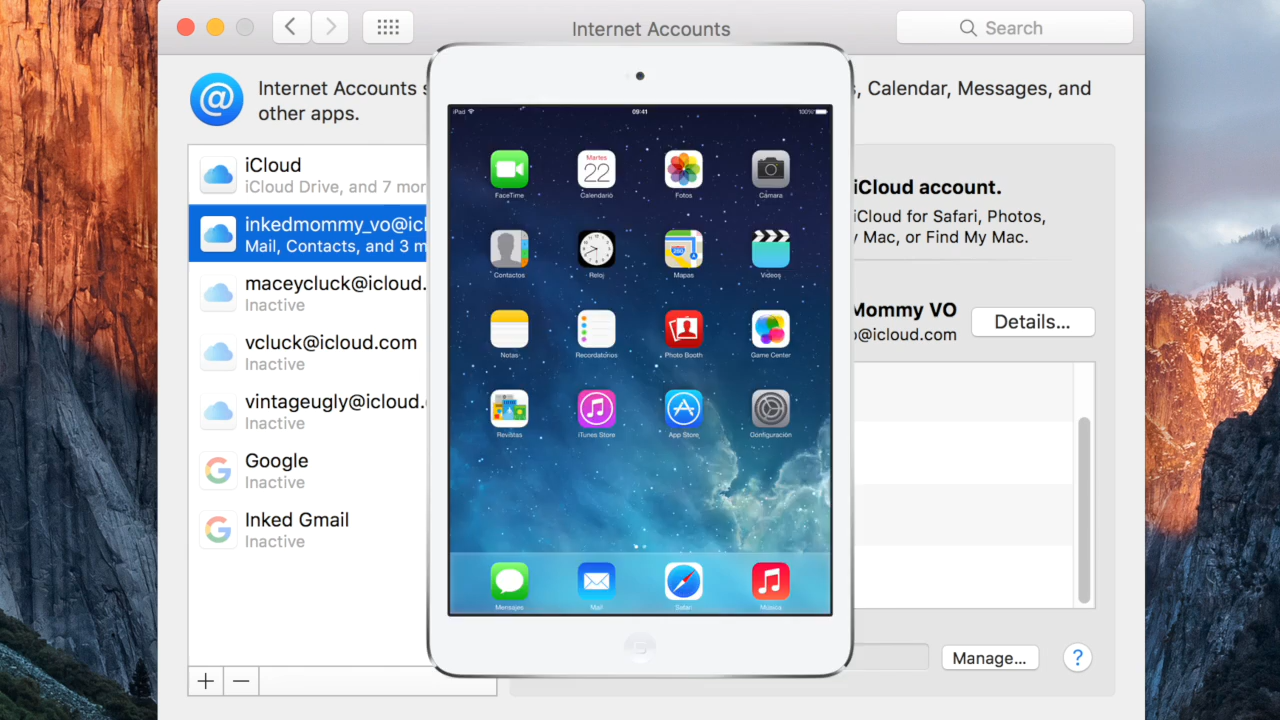 Internet Accounts
Search
Internet Accounts s
s, Calendar, Messages, and
other apps.
iCloud
iCloud Drive, and 7 mor
inkedmommy_vo@icl
Mail, Contacts, and 3 m
maceycluck@icloud.
Inactive
vcluck@icloud.com
Inactive
vintageugly@icloud.
Inactive
Google
Inactive
Inked Gmail
Inactive
iPad
09:41
100%
FaceTime
Martes
22
Calendario
Fotos
Cámara
Contactos
Reloj
Mapas
Videos
Notas
Recordatorios
Photo Booth
Game Center
Revistas
iTunes Store
App Store
Configuración
Mensajes
Mail
Safari
Música
iCloud account.
iCloud for Safari, Photos,
y Mac, or Find My Mac.
Mommy VO
o@icloud.com
Details...
Manage...
?